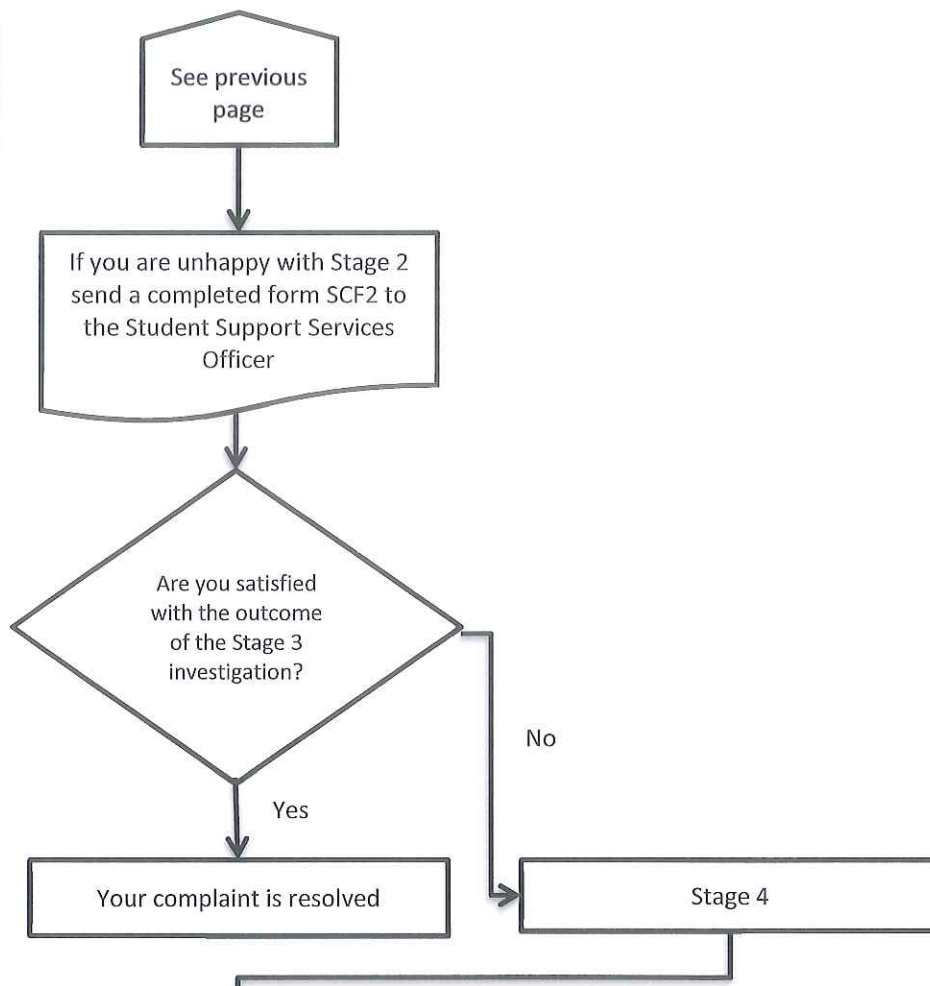 See previous
page
If you are unhappy with Stage 2
send a completed form SCF2 to
the Student Support Services
Officer
Are you satisfied
with the outcome
of the Stage 3
investigation?
No
Yes
Your complaint is resolved
Stage 4